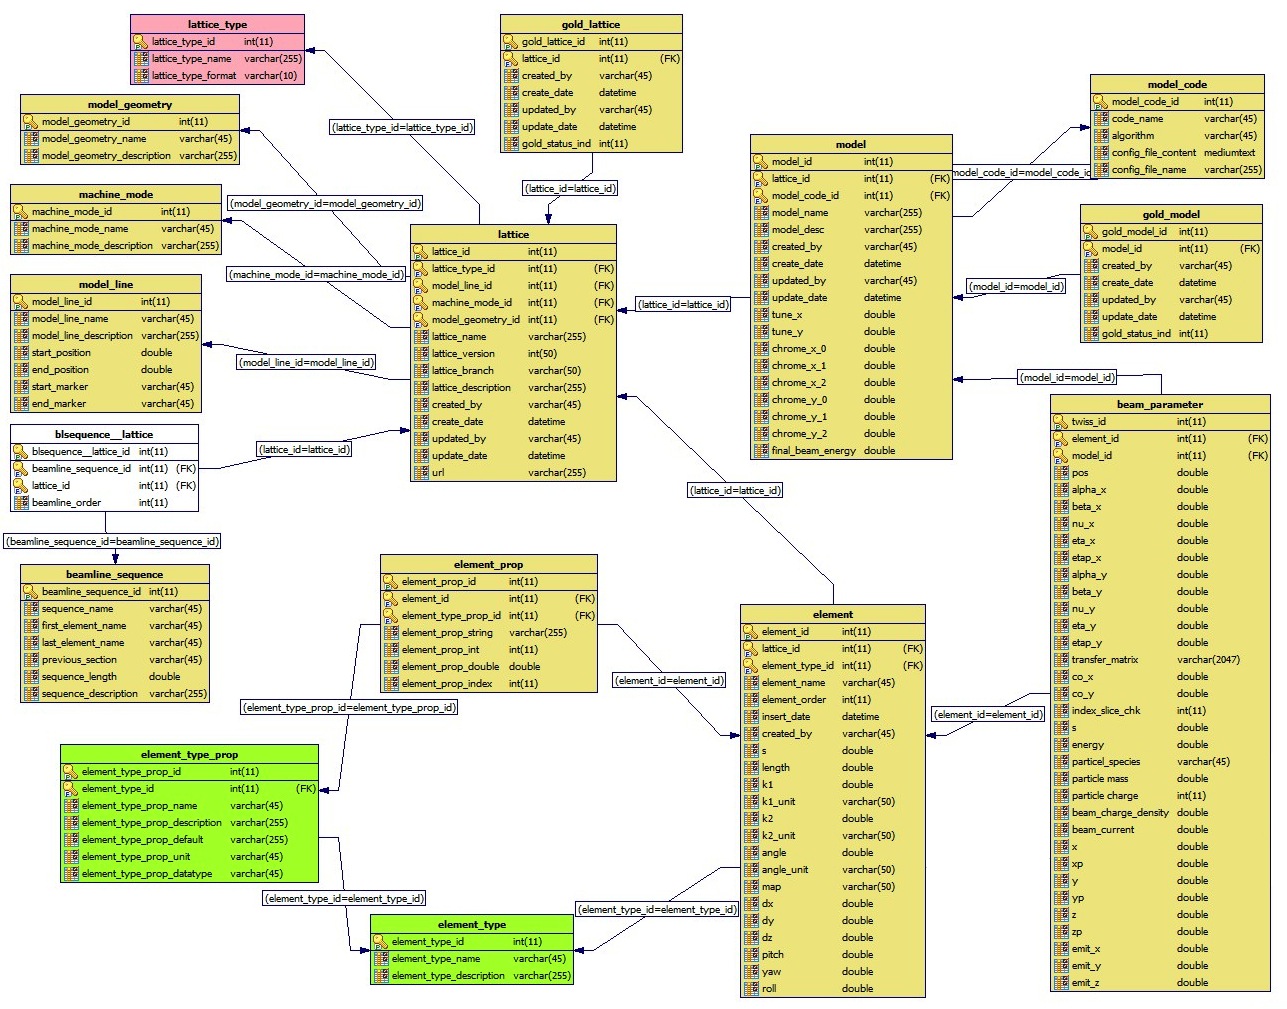 lattice_type
lattice_type_id int(11)
lattice_type_name varchar(255)
lattice_type_format varchar(10)
gold_lattice
gold_lattice_id int(11)
lattice_id int(11) (FK)
created_by varchar(45)
create_date datetime
updated_by varchar(45)
update_date datetime
gold_status_ind int(11)
model_code
model_code_id int(11)
code_name varchar(45)
algorithm varchar(45)
config_file_content mediumtext
config_file_name varchar(255)
model_geometry
model_geometry_id int(11)
model_geometry_name varchar(45)
model_geometry_description varchar(255)
(lattice_type_id=lattice_type_id)
model
model_id int(11)
lattice_id int(11) (FK)
model_code_id int(11) (FK)
model_name varchar(255)
model_desc varchar(255)
created_by varchar(45)
create_date datetime
updated_by varchar(45)
update_date datetime
tune_x double
tune_y double
chrome_x_0 double
chrome_x_1 double
chrome_x_2 double
chrome_y_0 double
chrome_y_1 double
chrome_y_2 double
final_beam_energy double
model_code_id=model_code_id
machine_mode
machine_mode_id int(11)
machine_mode_name varchar(45)
machine_mode_description varchar(255)
(model_geometry_id=model_geometry_id)
(lattice_id=lattice_id)
gold_model
gold_model_id int(11)
model_id int(11) (FK)
created_by varchar(45)
create_date datetime
updated_by varchar(45)
update_date datetime
gold_status_ind int(11)
lattice
lattice_id int(11)
lattice_type_id int(11) (FK)
model_line_id int(11) (FK)
machine_mode_id int(11) (FK)
model_geometry_id int(11) (FK)
lattice_name varchar(255)
lattice_version int(50)
lattice_branch varchar(50)
lattice_description varchar(255)
created_by varchar(45)
create_date datetime
updated_by varchar(45)
update_date datetime
url varchar(255)
(machine_mode_id=machine_mode_id)
(model_id=model_id)
(lattice_id=lattice_id)
model_line
model_line_id int(11)
model_line_name varchar(45)
model_line_description varchar(255)
start_position double
end_position double
start_marker varchar(45)
end_marker varchar(45)
(model_line_id=model_line_id)
(model_id=model_id)
beam_parameter
twiss_id int(11)
element_id int(11) (FK)
model_id int(11) (FK)
pos double
alpha_x double
beta_x double
nu_x double
eta_x double
etap_x double
alpha_y double
beta_y double
nu_y double
eta_y double
etap_y double
transfer_matrix varchar(2047)
co_x double
co_y double
index_slice_chk int(11)
s double
energy double
particel_species varchar(45)
particle mass double
particle charge int(11)
beam_charge_density double
beam_current double
x double
xp double
y double
yp double
z double
zp double
emit_x double
emit_y double
emit_z double
blsequence__lattice
blsequence__lattice_id int(11)
beamline_sequence_id int(11) (FK)
lattice_id int(11) (FK)
beamline_order int(11)
(lattice_id=lattice_id)
(lattice_id=lattice_id)
(beamline_sequence_id=beamline_sequence_id)
beamline_sequence
beamline_sequence_id int(11)
sequence_name varchar(45)
first_element_name varchar(45)
last_element_name varchar(45)
previous_section varchar(45)
sequence_length double
sequence_description varchar(255)
element_prop
element_prop_id int(11)
element_id int(11) (FK)
element_type_prop_id int(11) (FK)
element_prop_string varchar(255)
element_prop_int int(11)
element_prop_double double
element_prop_index int(11)
element
element_id int(11)
lattice_id int(11) (FK)
element_type_id int(11) (FK)
element_name varchar(45)
element_order int(11)
insert_date datetime
created_by varchar(45)
s double
length double
k1 double
k1_unit varchar(50)
k2 double
k2_unit varchar(50)
angle double
angle_unit varchar(50)
map varchar(50)
dx double
dy double
dz double
pitch double
yaw double
roll double
(element_id=element_id)
(element_type_prop_id=element_type_prop_id)
(element_id=element_id)
element_type_prop
element_type_prop_id int(11)
element_type_id int(11) (FK)
element_type_prop_name varchar(45)
element_type_prop_description varchar(255)
element_type_prop_default varchar(255)
element_type_prop_unit varchar(45)
element_type_prop_datatype varchar(45)
(element_type_id=element_type_id)
(element_type_id=element_type_id)
element_type
element_type_id int(11)
element_type_name varchar(45)
element_type_description varchar(255)